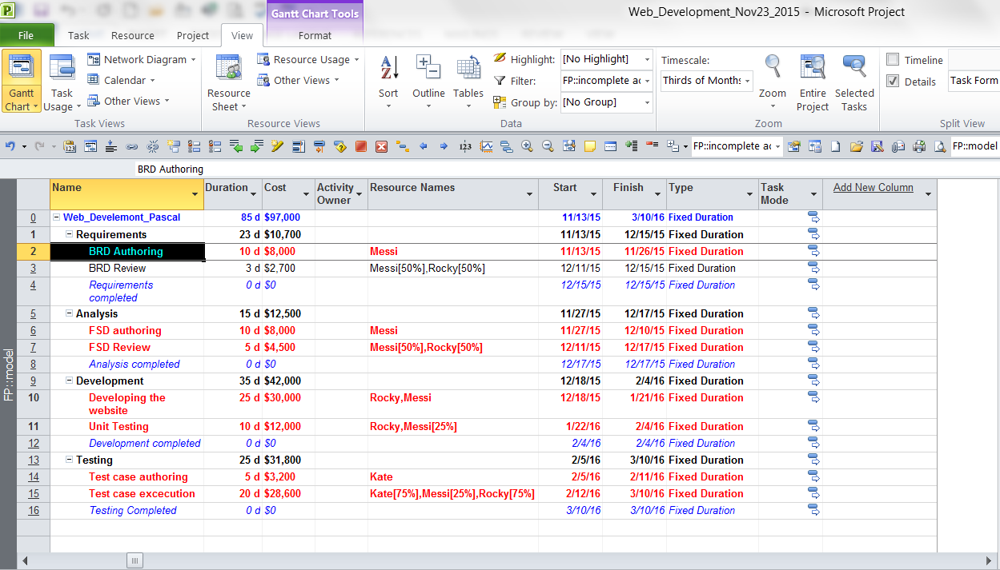 P
Gantt Chart Tools
Web_Development_Nov23_2015 - Microsoft Project
File Task Resource Project View Format
Gantt Chart
Task Usage
Network Diagram
Calendar
Other Views
Task Views
Resource Sheet
Resource Usage
Other Views
Resource Views
Sort
A
Z
Outline
Tables
Highlight: [No Highlight]
Filter: FP::incomplete ac
Group by: [No Group]
Data
Timescale:
Thirds of Months
Zoom
Entire Project
Selected Tasks
Zoom
Timeline
Details Task Form
Split View
123 123 FP::incomplete ac FP::model
BRD Authoring
Name Duration Cost Activity Owner Resource Names Start Finish Type Task Mode Add New Column
0 Web_Develemont_Pascal 85 d $97,000 11/13/15 3/10/16 Fixed Duration
1 Requirements 23 d $10,700 11/13/15 12/15/15 Fixed Duration
2 BRD Authoring 10 d $8,000 Messi 11/13/15 11/26/15 Fixed Duration
3 BRD Review 3 d $2,700 Messi[50%],Rocky[50%] 12/11/15 12/15/15 Fixed Duration
4 Requirements completed 0 d $0 12/15/15 12/15/15 Fixed Duration
5 Analysis 15 d $12,500 11/27/15 12/17/15 Fixed Duration
6 FSD authoring 10 d $8,000 Messi 11/27/15 12/10/15 Fixed Duration
7 FSD Review 5 d $4,500 Messi[50%],Rocky[50%] 12/11/15 12/17/15 Fixed Duration
8 Analysis completed 0 d $0 12/17/15 12/17/15 Fixed Duration
9 Development 35 d $42,000 12/18/15 2/4/16 Fixed Duration
10 Developing the website 25 d $30,000 Rocky,Messi 12/18/15 1/21/16 Fixed Duration
11 Unit Testing 10 d $12,000 Rocky,Messi[25%] 1/22/16 2/4/16 Fixed Duration
12 Development completed 0 d $0 2/4/16 2/4/16 Fixed Duration
13 Testing 25 d $31,800 2/5/16 3/10/16 Fixed Duration
14 Test case authoring 5 d $3,200 Kate 2/5/16 2/11/16 Fixed Duration
15 Test case excecution 20 d $28,600 Kate[75%],Messi[25%],Rocky[75%] 2/12/16 3/10/16 Fixed Duration
16 Testing Completed 0 d $0 3/10/16 3/10/16 Fixed Duration
FP::model